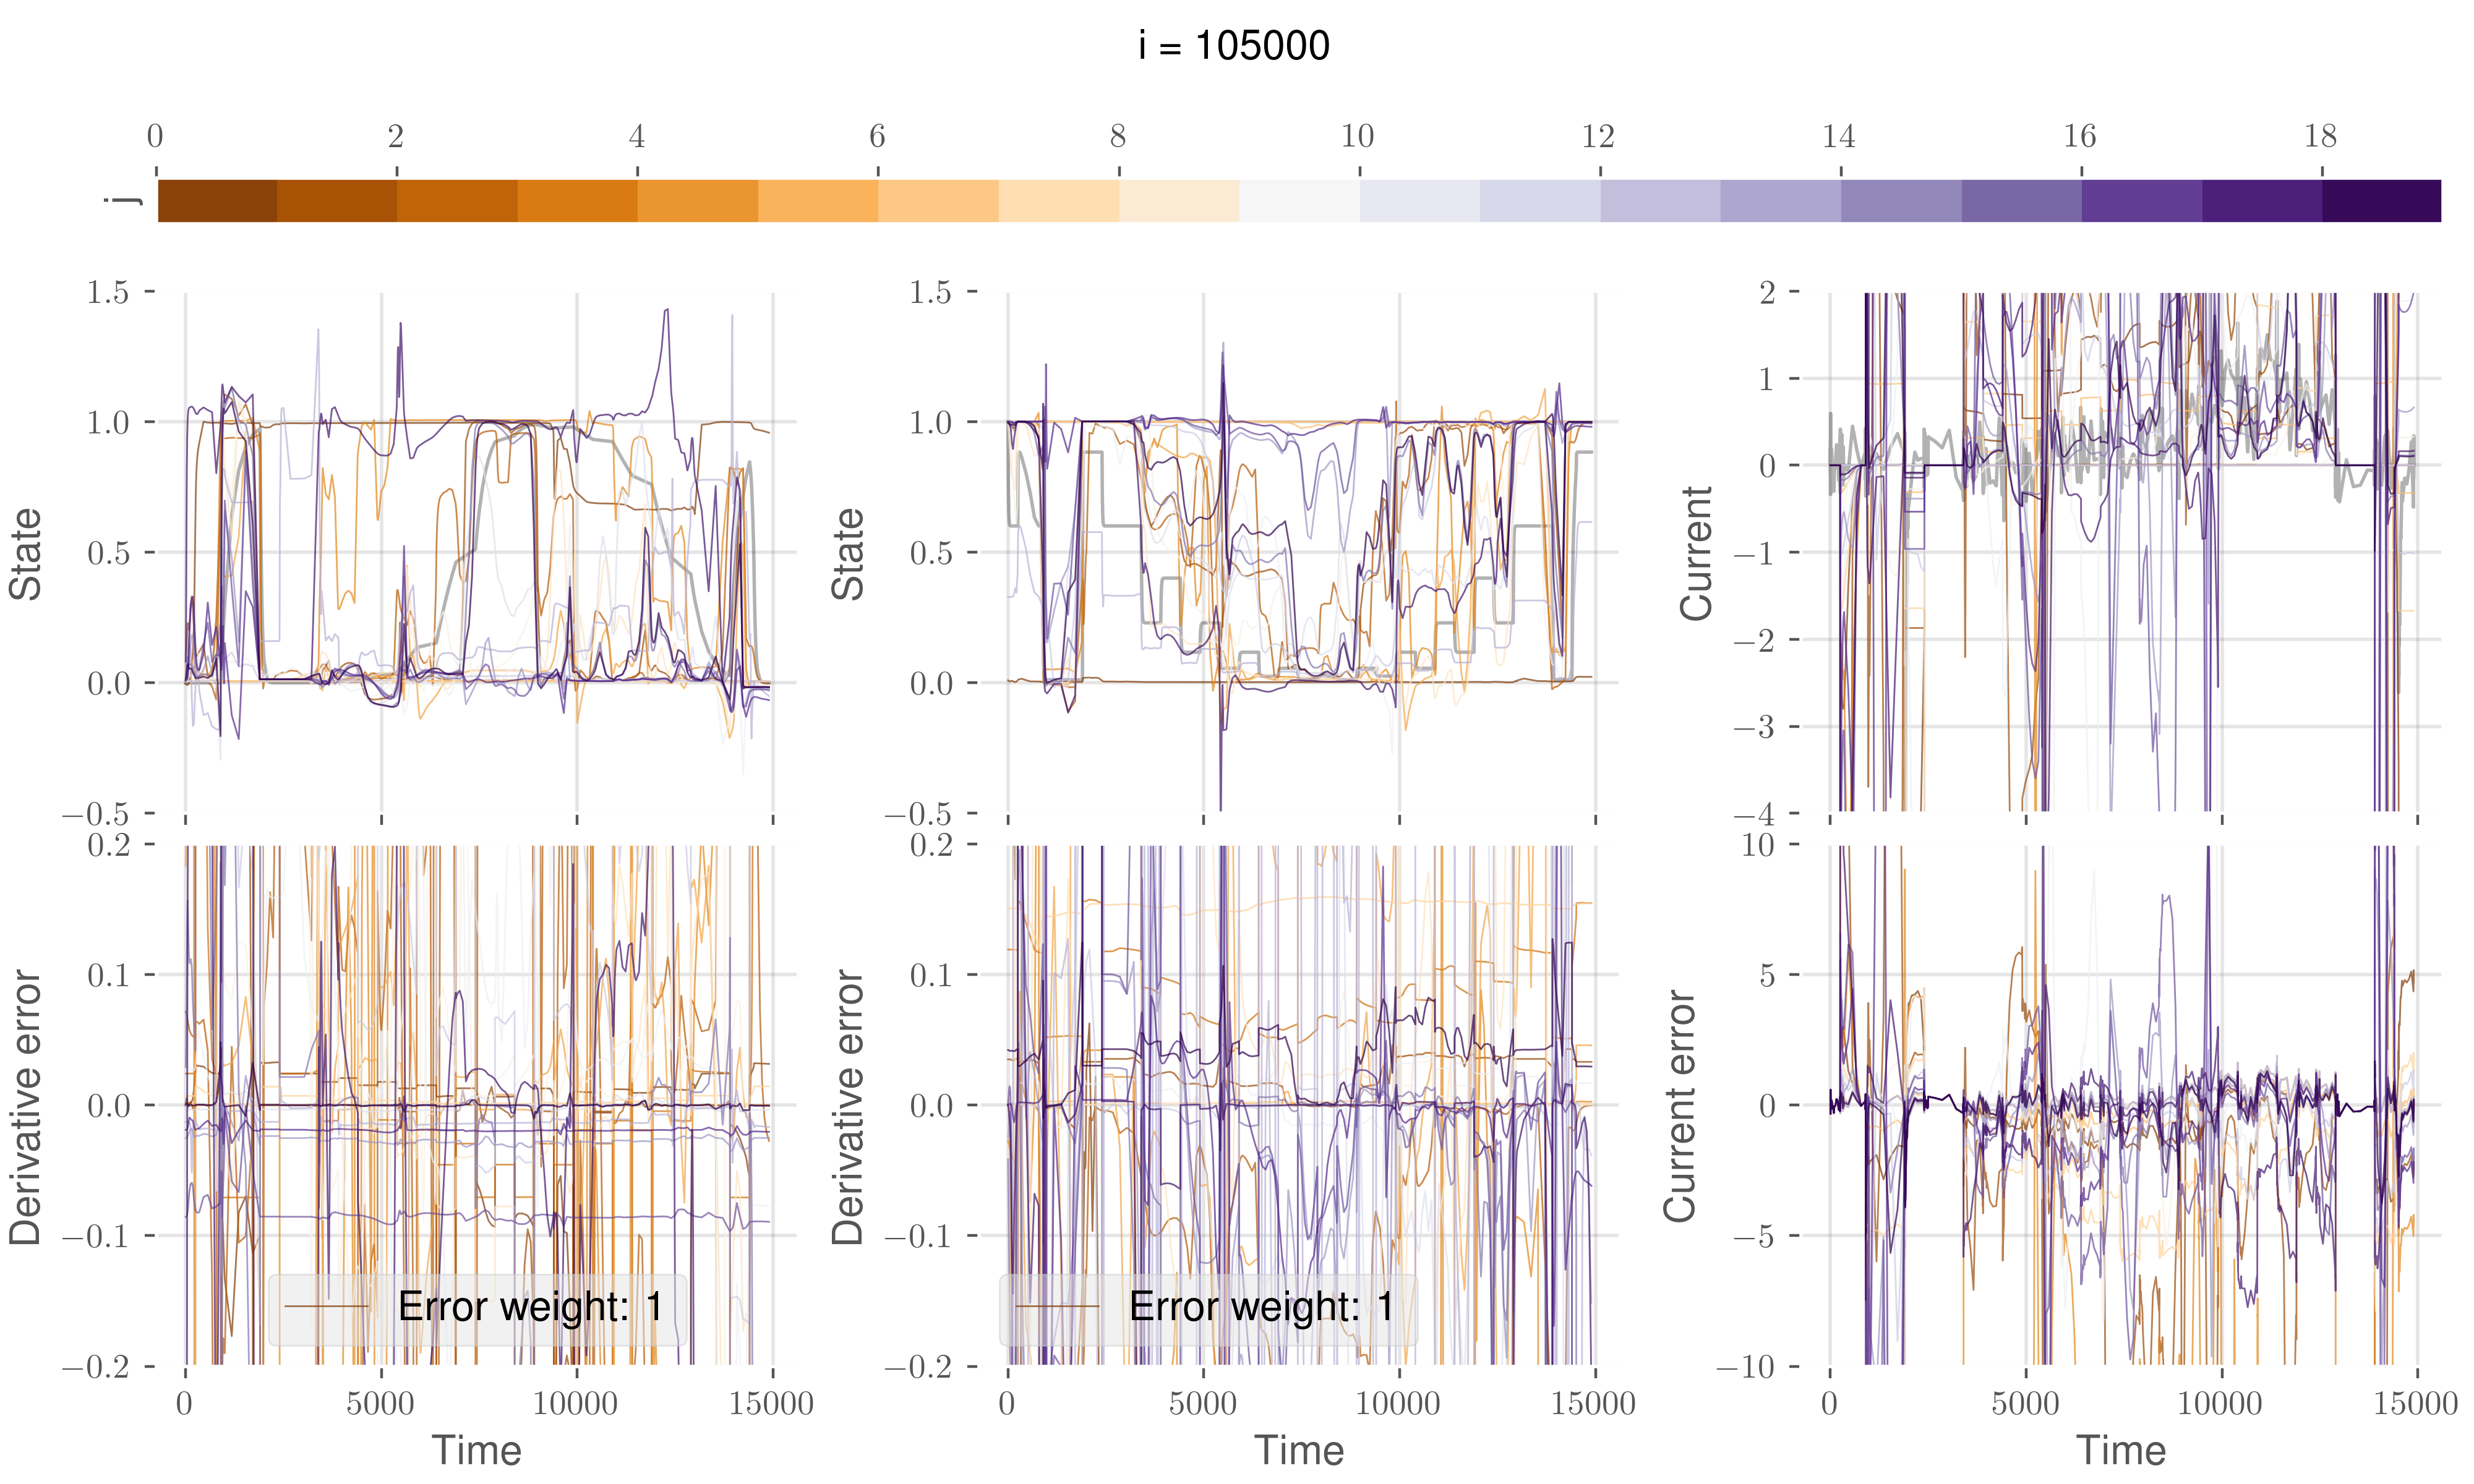 i = 105000
0 2 4 6 8 10 12 14 16 18
j
1.5 1.0 0.5 0.0 −0.5
State
1.5 1.0 0.5 0.0 −0.5
State
2 1 0 −1 −2 −3 −4
Current
0.2 0.1 0.0 −0.1 −0.2
Derivative error
Error weight: 1
0 5000 10000 15000
Time
0.2 0.1 0.0 −0.1 −0.2
Derivative error
Error weight: 1
0 5000 10000 15000
Time
10 5 0 −5 −10
Current error
0 5000 10000 15000
Time